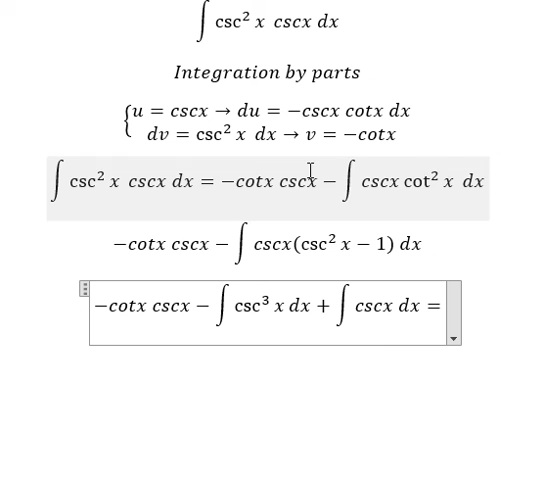 ∫ csc² x cscx dx
Integration by parts
{u = cscx → du = −cscx cotx dx
dv = csc² x dx → v = −cotx
∫ csc² x cscx dx = −cotx cscx − ∫ cscx cot² x dx
−cotx cscx − ∫ cscx(csc² x − 1) dx
−cotx cscx − ∫ csc³ x dx + ∫ cscx dx =